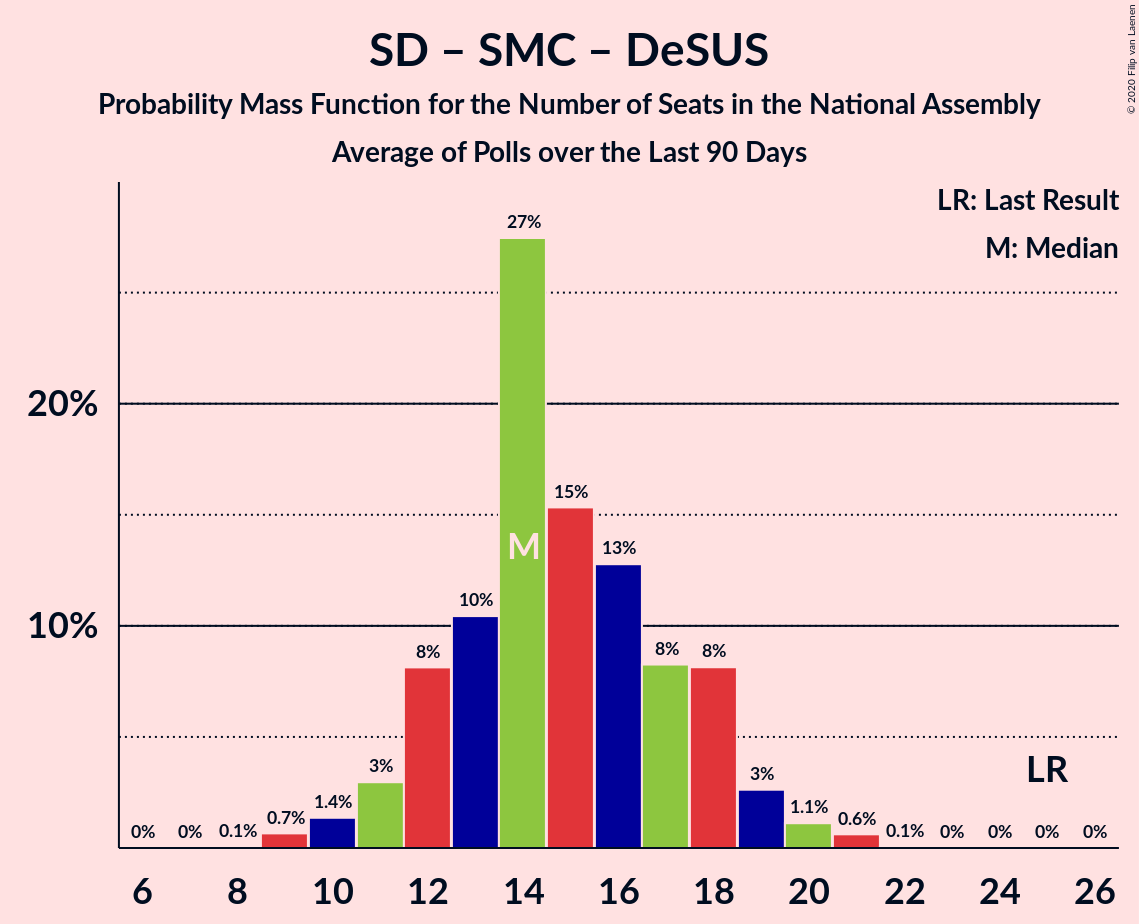 SD – SMC – DeSUS
Probability Mass Function for the Number of Seats in the National Assembly
Average of Polls over the Last 90 Days
© 2020 Filip van Laenen
LR: Last Result
M: Median
27%
20%
15%
M
13%
10%
10%
8%
8%
8%
LR
3%
3%
1.4%
1.1%
0.7%
0.6%
0% 0% 0.1% 0.1% 0% 0% 0% 0%
6 8 10 12 14 16 18 20 22 24 26